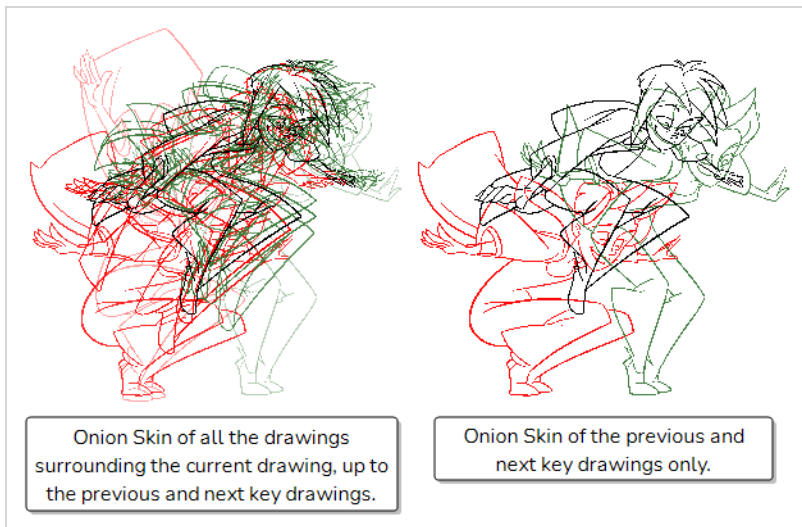 Onion Skin of all the drawings
surrounding the current drawing, up to
the previous and next key drawings.
Onion Skin of the previous and
next key drawings only.